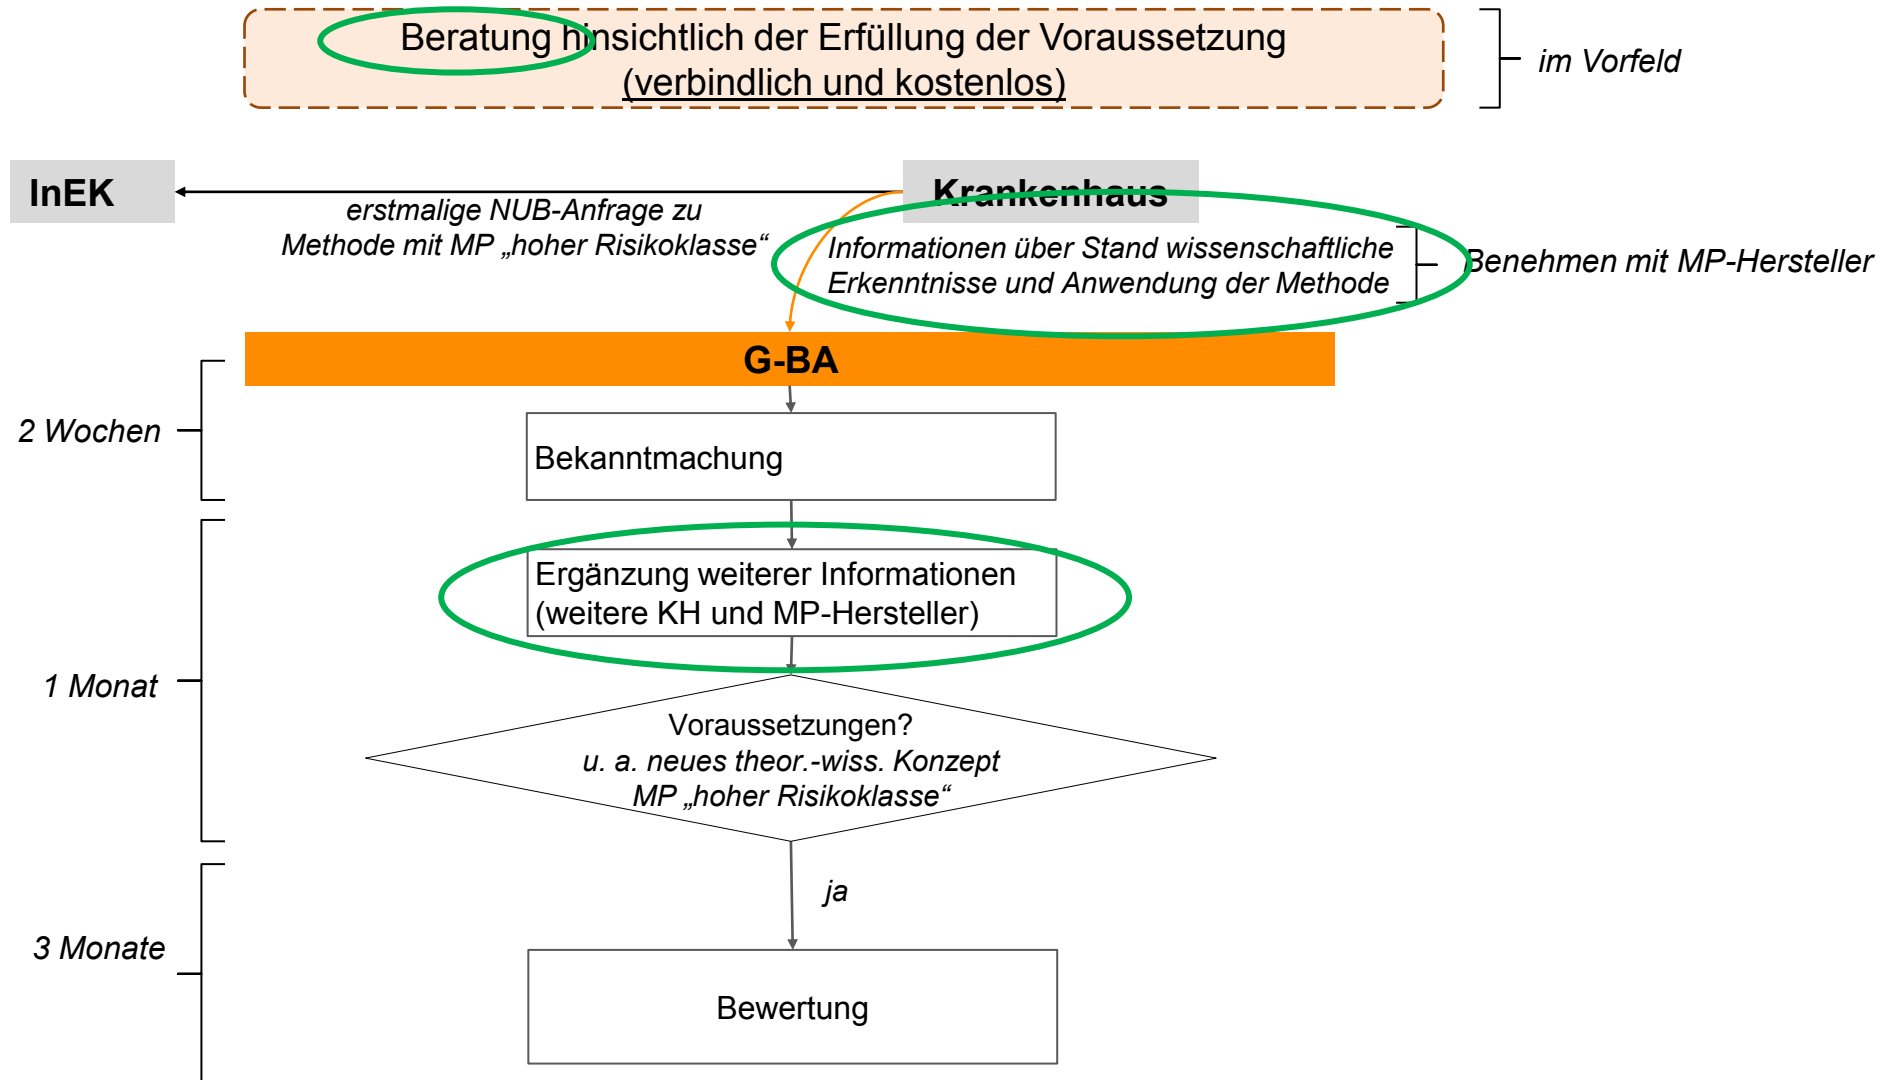 Beratung hinsichtlich der Erfüllung der Voraussetzung
(verbindlich und kostenlos)
im Vorfeld
InEK
Krankenhaus
erstmalige NUB-Anfrage zu
Methode mit MP „hoher Risikoklasse“
Informationen über Stand wissenschaftliche
Erkenntnisse und Anwendung der Methode
Benehmen mit MP-Hersteller
G-BA
2 Wochen
Bekanntmachung
Ergänzung weiterer Informationen
(weitere KH und MP-Hersteller)
1 Monat
Voraussetzungen?
u. a. neues theor.-wiss. Konzept
MP „hoher Risikoklasse“
ja
3 Monate
Bewertung